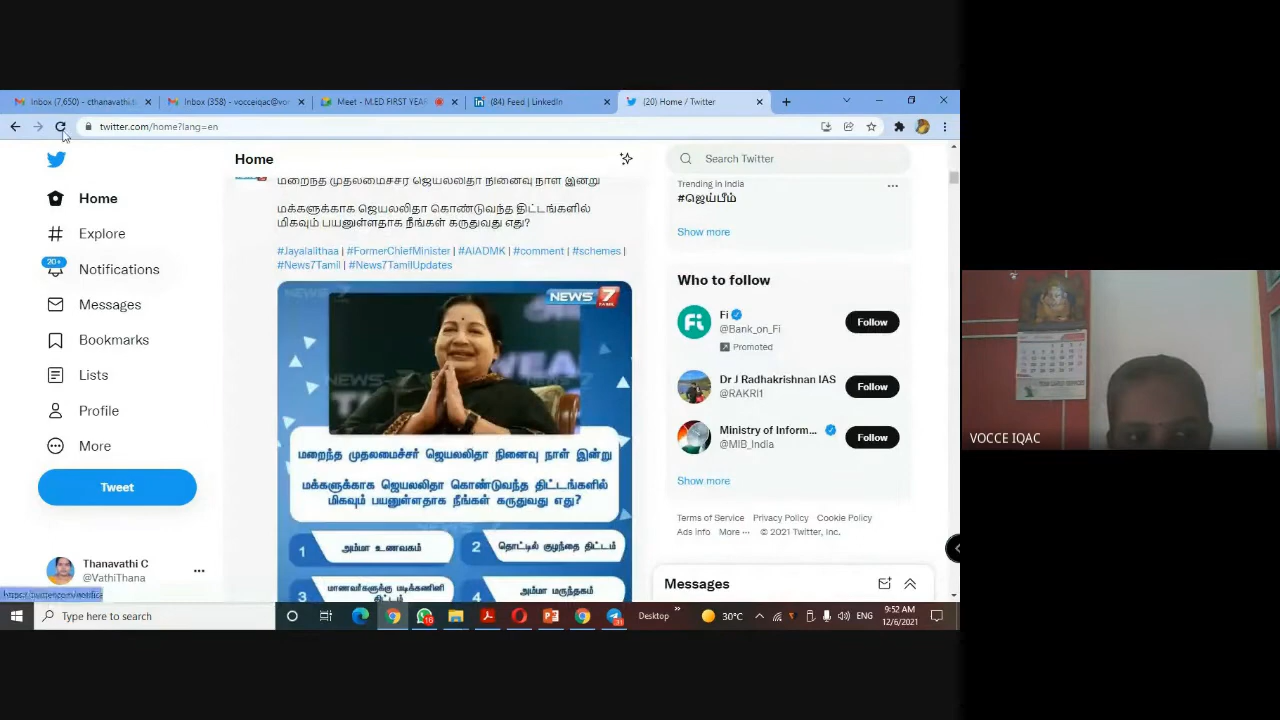 Inbox (7,650) - cthanavathi.t
Inbox (358) - vocceiqac@vo
Meet - M.ED FIRST YEAR
(84) Feed | LinkedIn
(20) Home / Twitter
twitter.com/home?lang=en
Home
Explore
20+
Notifications
Messages
Bookmarks
Lists
Profile
More
Tweet
Thanavathi C
@VathiThana
Home
மறைந்த முதலமைச்சர் ஜெயலலிதா நினைவு நாள் இன்று
மக்களுக்காக ஜெயலலிதா கொண்டுவந்த திட்டங்களில்
மிகவும் பயனுள்ளதாக நீங்கள் கருதுவது எது?
#Jayalalithaa | #FormerChiefMinister | #AIADMK | #comment | #schemes |
#News7Tamil | #News7TamilUpdates
NEWS 7
மறைந்த முதலமைச்சர் ஜெயலலிதா நினைவு நாள் இன்று
மக்களுக்காக ஜெயலலிதா கொண்டுவந்த திட்டங்களில்
மிகவும் பயனுள்ளதாக நீங்கள் கருதுவது எது?
1 அம்மா உணவகம்
2 தொட்டில் குழந்தை திட்டம்
3 மாணவர்களுக்கு மடிக்கணினி
திட்டம்
4 அம்மா மருந்தகம்
Search Twitter
Trending in India
#ஜெய்பீம்
Show more
Who to follow
Fi
@Bank_on_Fi
Promoted
Follow
Dr J Radhakrishnan IAS
@RAKRI1
Follow
Ministry of Inform...
@MIB_India
Follow
Show more
Terms of Service Privacy Policy Cookie Policy
Ads info More ··· © 2021 Twitter, Inc.
Messages
Type here to search
Desktop
30°C
ENG
9:52 AM
12/6/2021
VOCCE IQAC